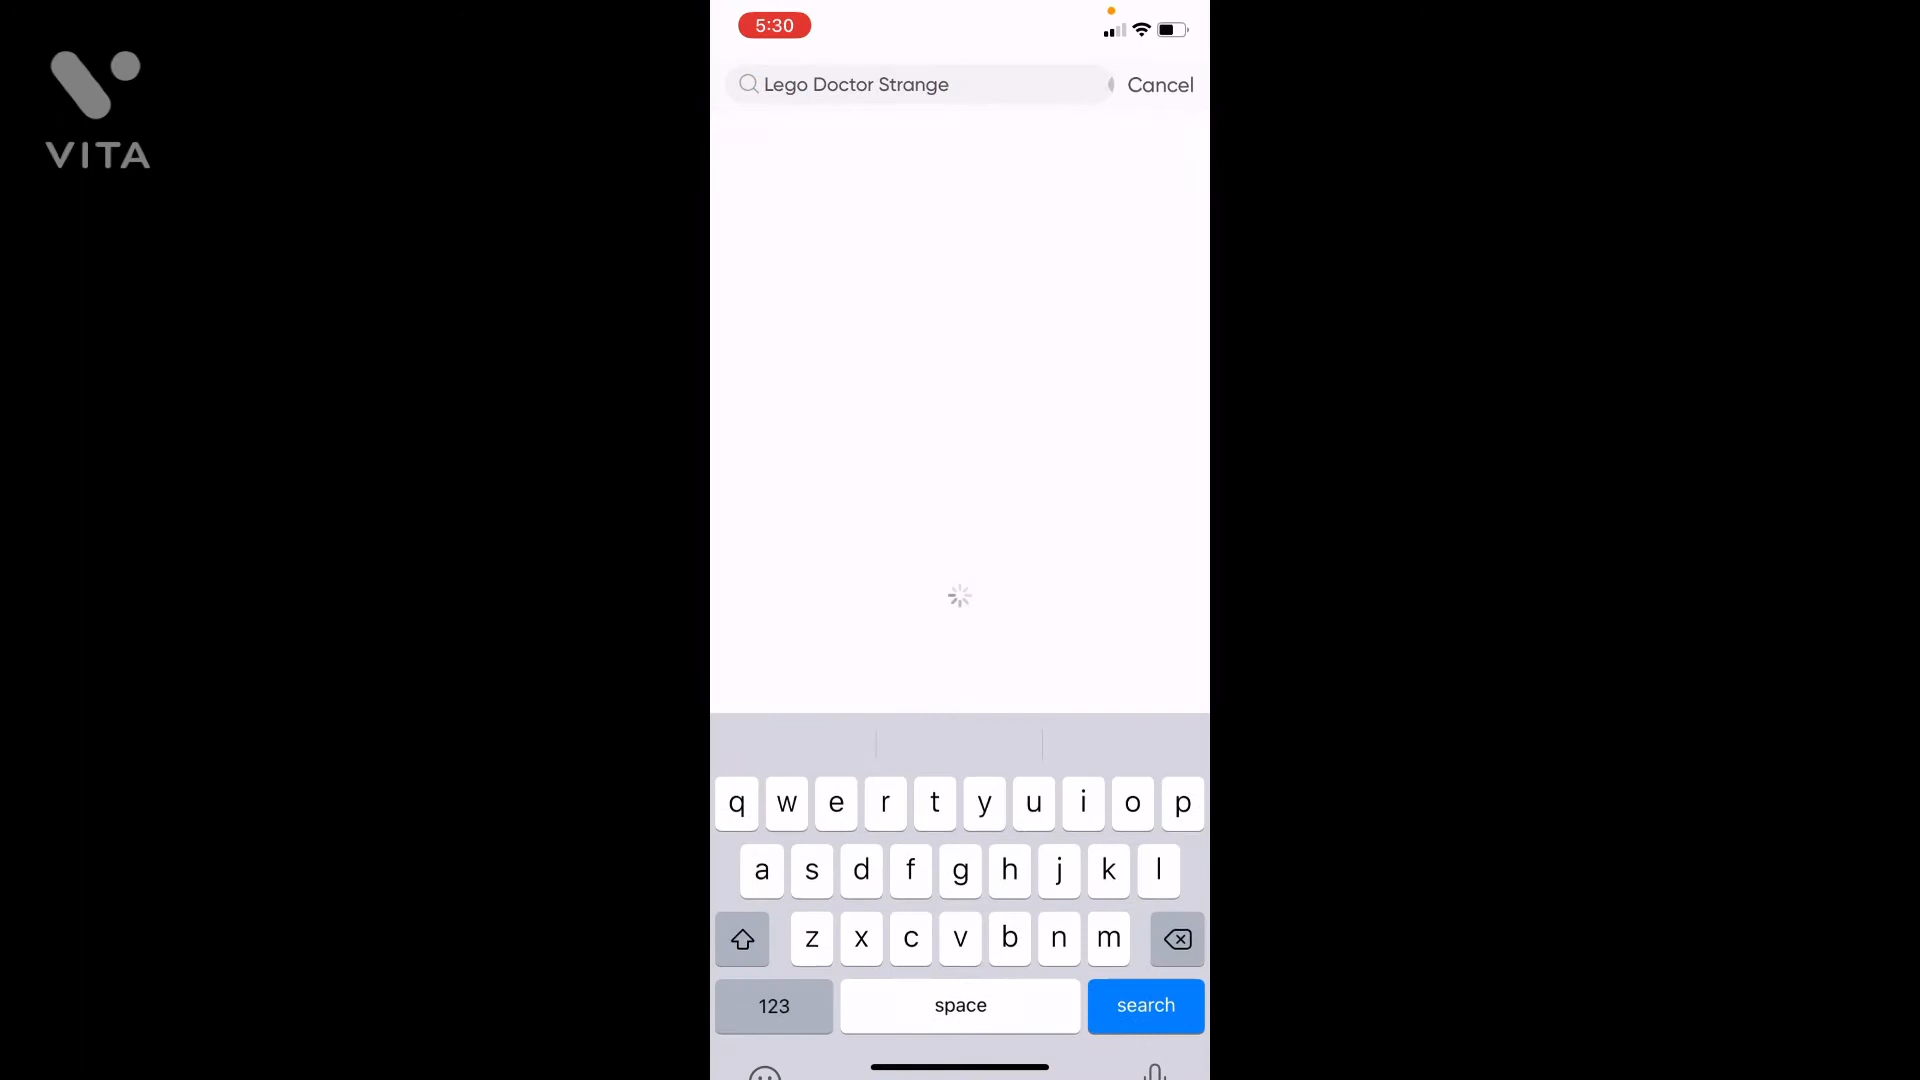 VITA
5:30
Lego Doctor Strange
Cancel
q w e r t y u i o p
a s d f g h j k l
z x c v b n m
123 space search